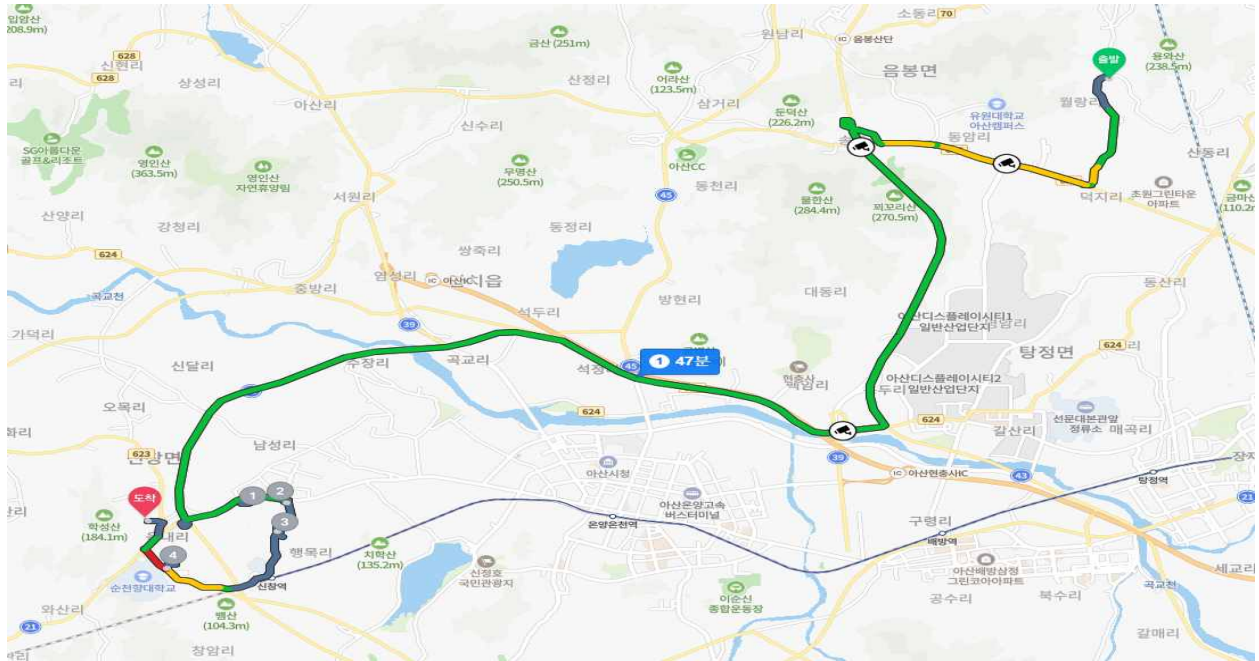 입암산
208.9m)
금산 (251m)
소동리
70
원남리
IC 음봉산단
출발
용와산
(238.5m)
628
신현리
628
상성리
산정리
어라산
(123.5m)
음봉면
월랑리
아산리
삼거리
둔덕산
(226.2m)
유원대학교
아산캠퍼스
신수리
동암리
산동리
SG아름다운
골프&리조트
영인산
(363.5m)
영인산
자연휴양림
무명산
(250.5m)
아산CC
서원리
45
동천리
물한산
(284.4m)
꾀꼬리산
(270.5m)
덕지리
초원그린타운
아파트
금마산
(110.2m
산양리
강청리
동정리
624
쌍죽리
염성리
IC 아산IC
곡교천
중방리
방현리
대동리
동산리
석두리
39
가덕리
아산디스플레이시티1
일반산업단지
신달리
수장리
곡교리
석정리
45
1 47분
현충사
백암리
탕정면
624
아산디스플레이시티2
일반산업단지
오목리
624
624
623
남성리
39
갈산리
선문대본관앞
정류소
매곡리
아산시청
IC 아산현충사IC
43
탕정역
도착
1
2
학성산
(184.1m)
3
아산온양고속
버스터미널
21
온양온천역
구령리
배방역
4
행목리
치학산
(135.2m)
순천향대학교
신창역
신정호
국민관광지
아산배방삼정
그린코아아파트
세교리
와산리
뱀산
(104.3m)
이순신
종합운동장
공수리
북수리
곡교천
21
창암리
갈매리